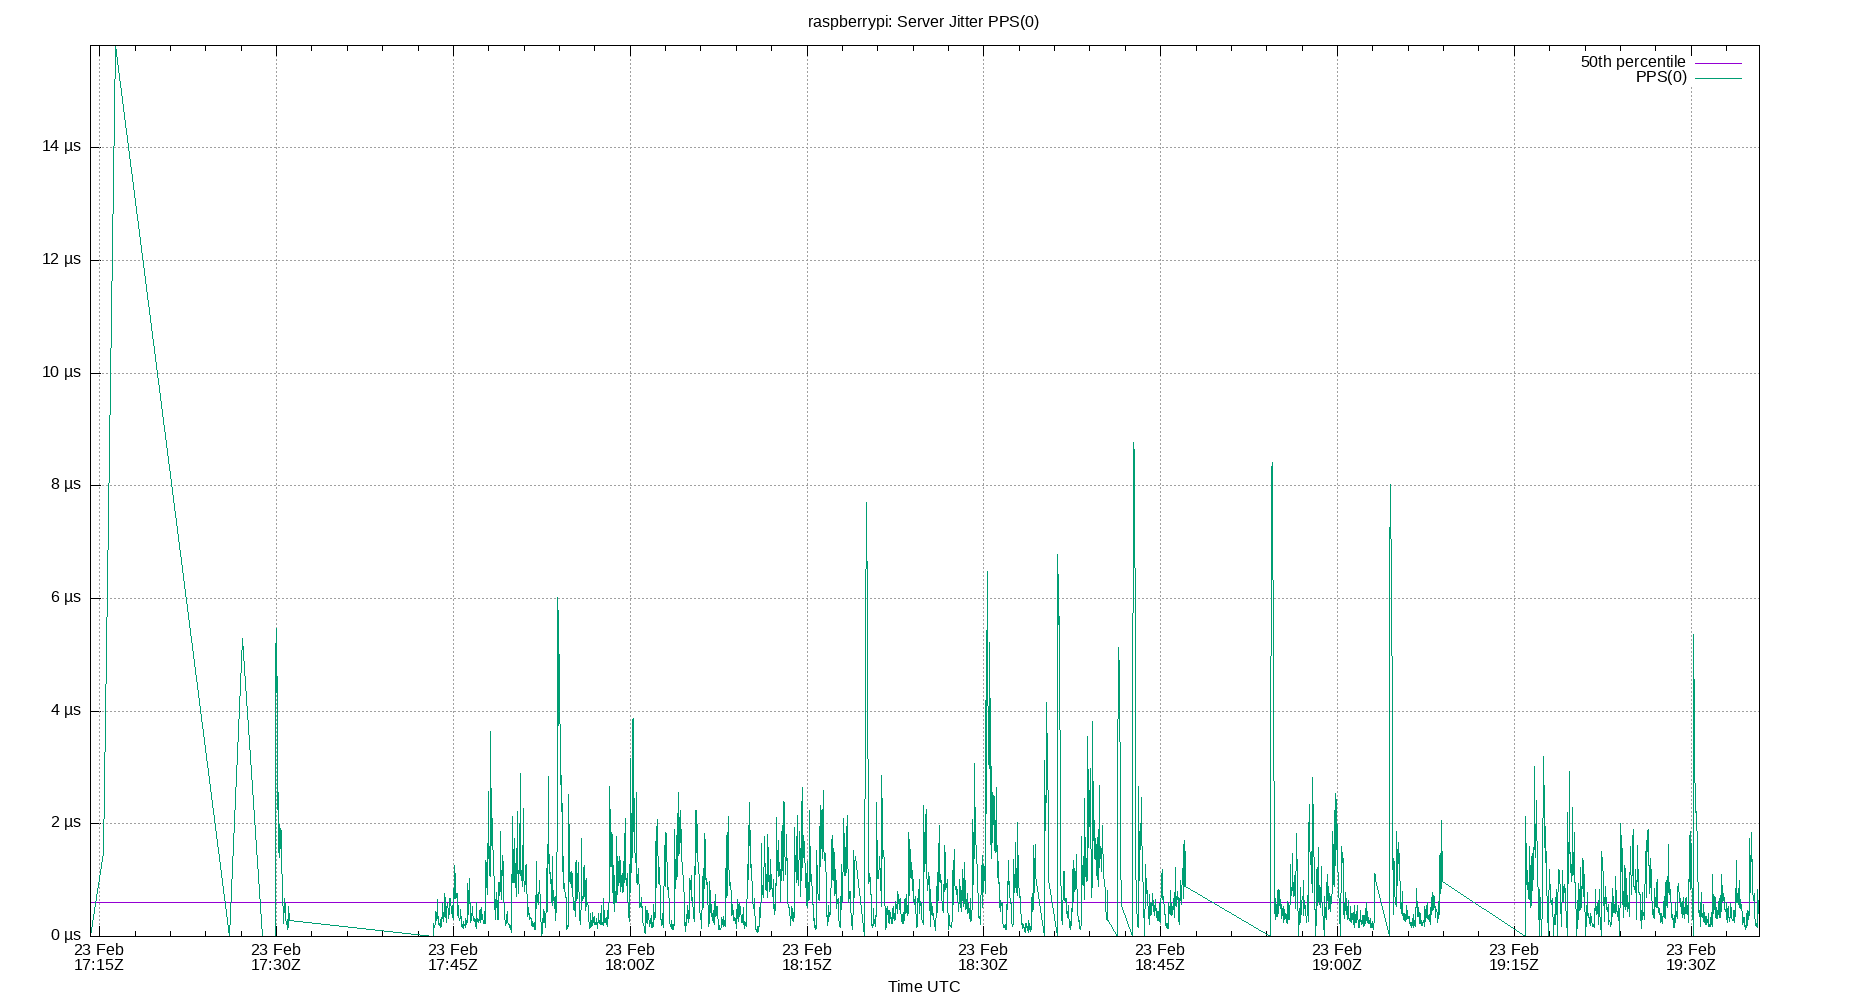 raspberrypi: Server Jitter PPS(0)
50th percentile
PPS(0)
14 µs
12 µs
10 µs
8 µs
6 µs
4 µs
2 µs
0 µs
23 Feb 23 Feb 23 Feb 23 Feb 23 Feb 23 Feb 23 Feb 23 Feb 23 Feb 23 Feb
17:15Z 17:30Z 17:45Z 18:00Z 18:15Z 18:30Z 18:45Z 19:00Z 19:15Z 19:30Z
Time UTC